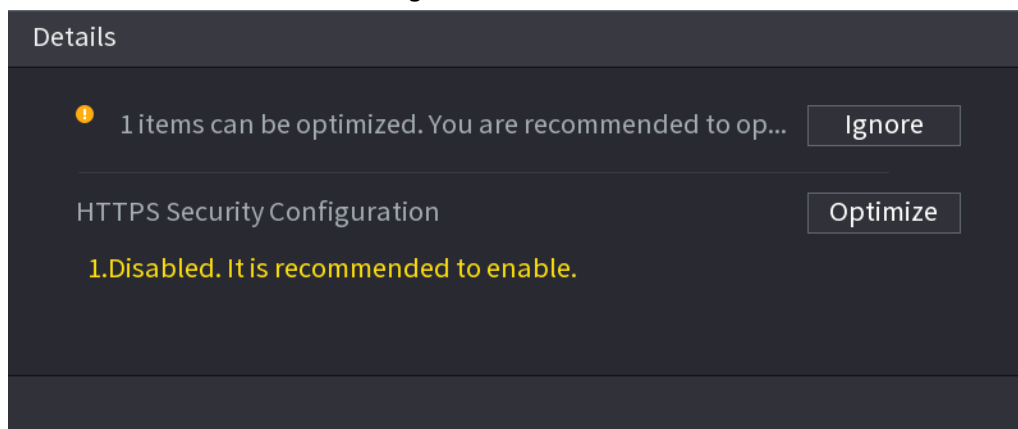 Details
1 items can be optimized. You are recommended to op... Ignore
HTTPS Security Configuration Optimize
1.Disabled. It is recommended to enable.